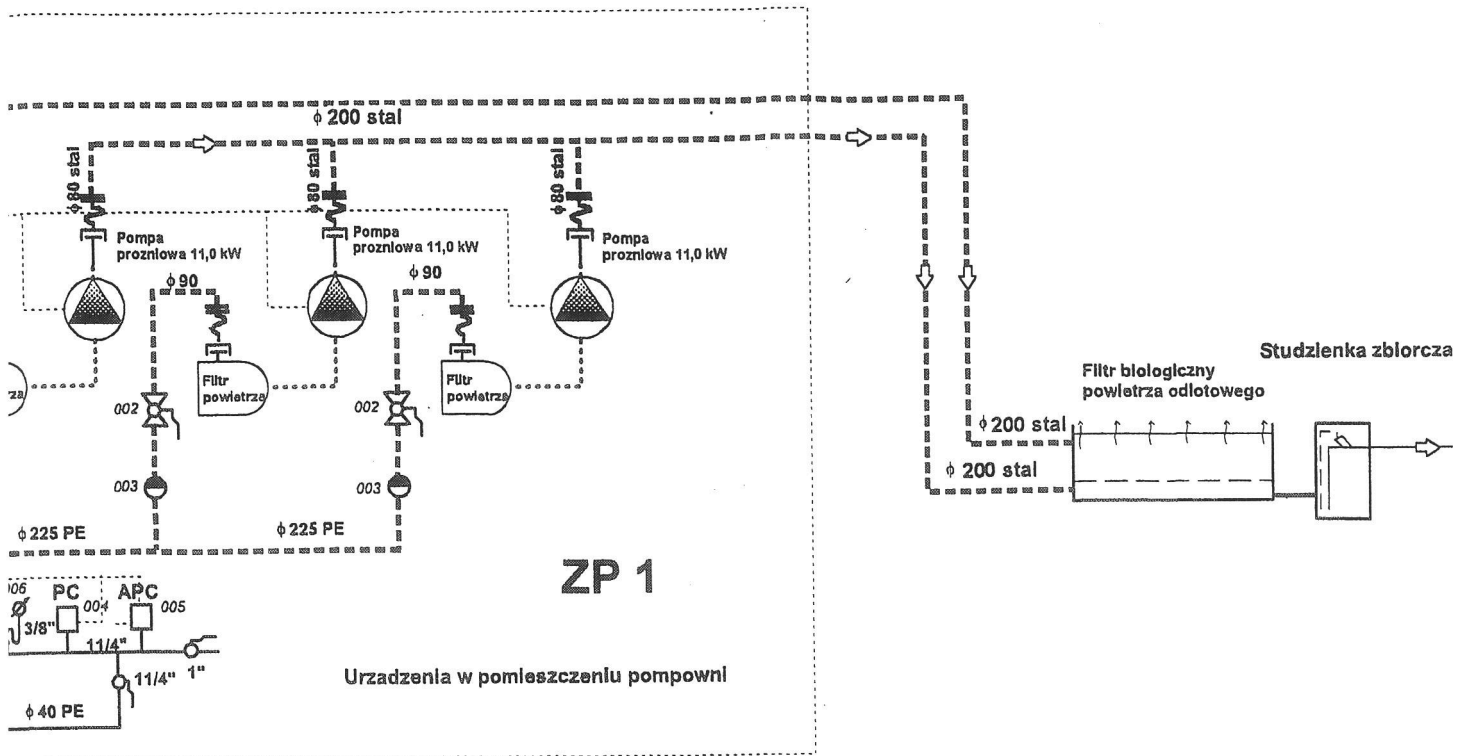 ϕ 200 stal
ϕ 80 stal
ϕ 80 stal
ϕ 80 stal
Pompa
prozniowa 11,0 kW
Pompa
prozniowa 11,0 kW
Pompa
prozniowa 11,0 kW
ϕ 90
ϕ 90
rza
Filtr
powietrza
Filtr
powietrza
002
002
003
003
ϕ 225 PE
ϕ 225 PE
Studzienka zbiorcza
Filtr biologiczny
powietrza odlotowego
ϕ 200 stal
ϕ 200 stal
ZP 1
006
PC
004
APC
005
3/8"
11/4"
1"
11/4"
ϕ 40 PE
Urzadzenia w pomieszczeniu pompowni